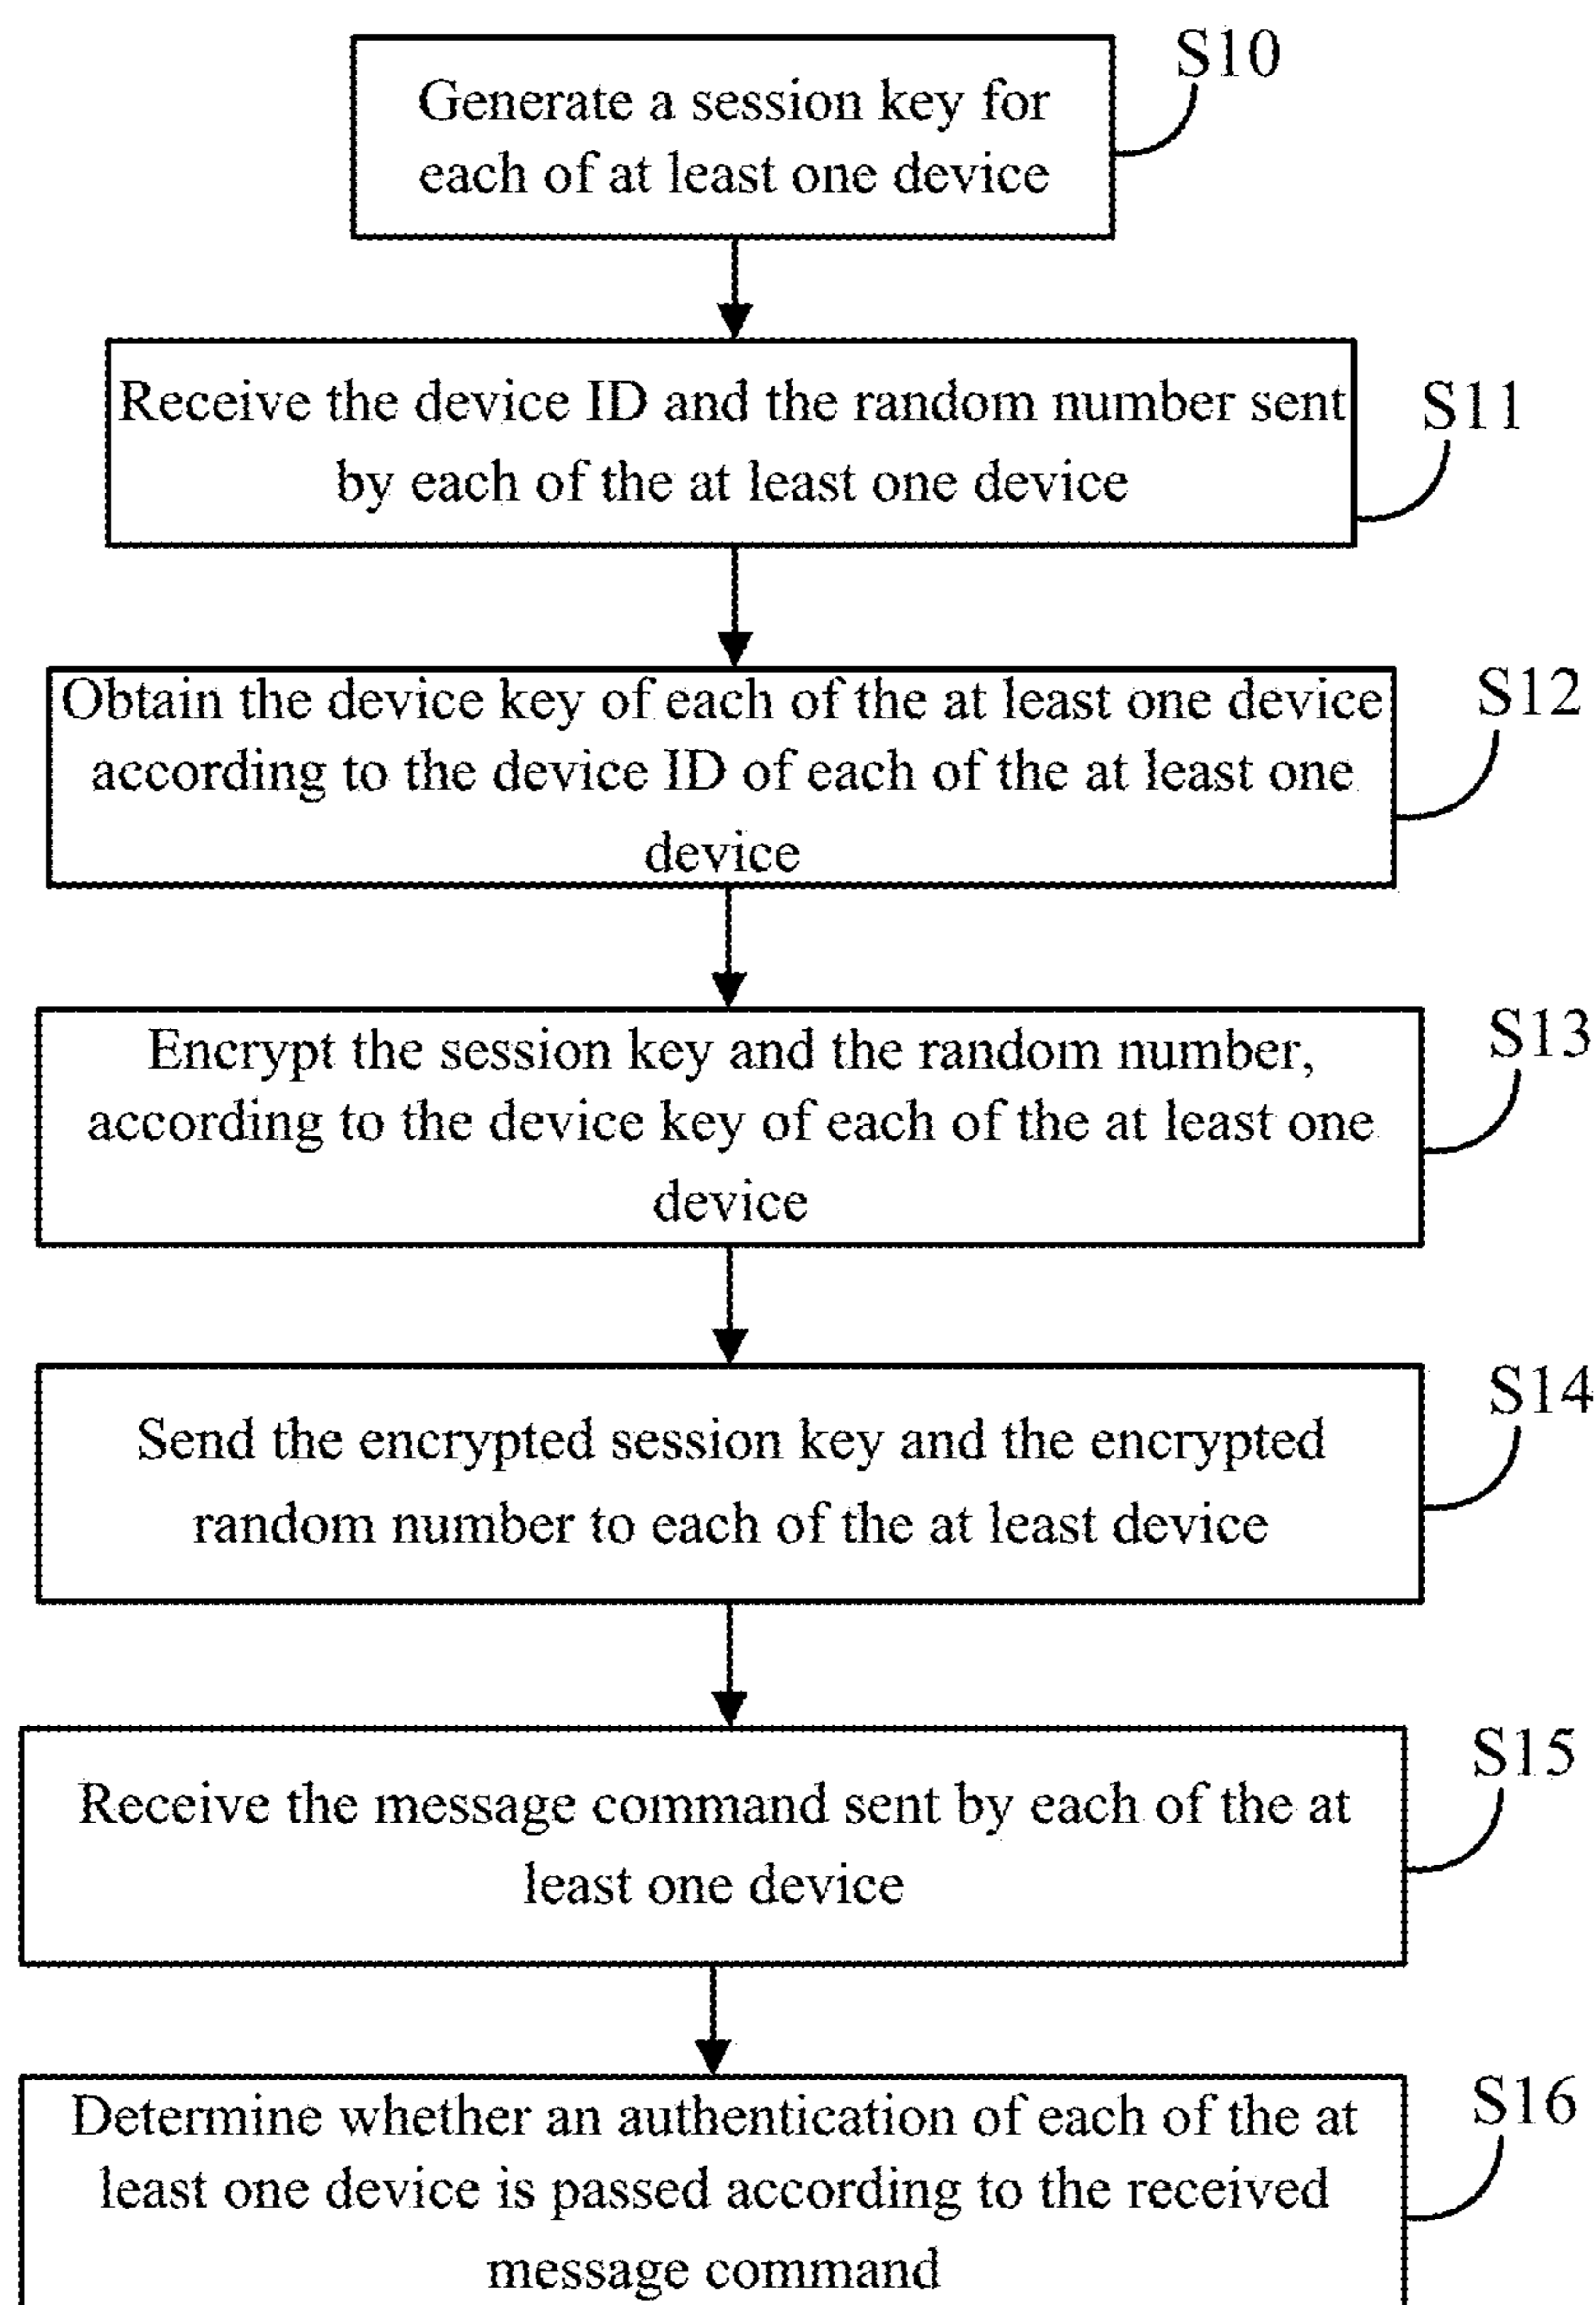 S10
Generate a session key for
each of at least one device
Receive the device ID and the random number sent
by each of the at least one device
S11
Obtain the device key of each of the at least one device
according to the device ID of each of the at least one
device
S12
Encrypt the session key and the random number,
according to the device key of each of the at least one
device
S13
Send the encrypted session key and the encrypted
random number to each of the at least device
S14
Receive the message command sent by each of the at
least one device
S15
Determine whether an authentication of each of the at
least one device is passed according to the received
message command
S16